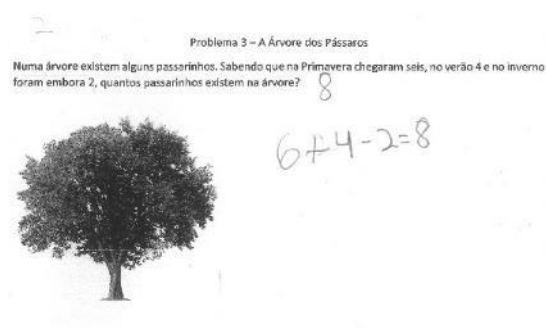 Problema 3 – A Árvore dos Pássaros
Numa árvore existem alguns passarinhos. Sabendo que na Primavera chegaram seis, no verão 4 e no inverno
foram embora 2, quantos passarinhos existem na árvore?
8
6+4-2=8